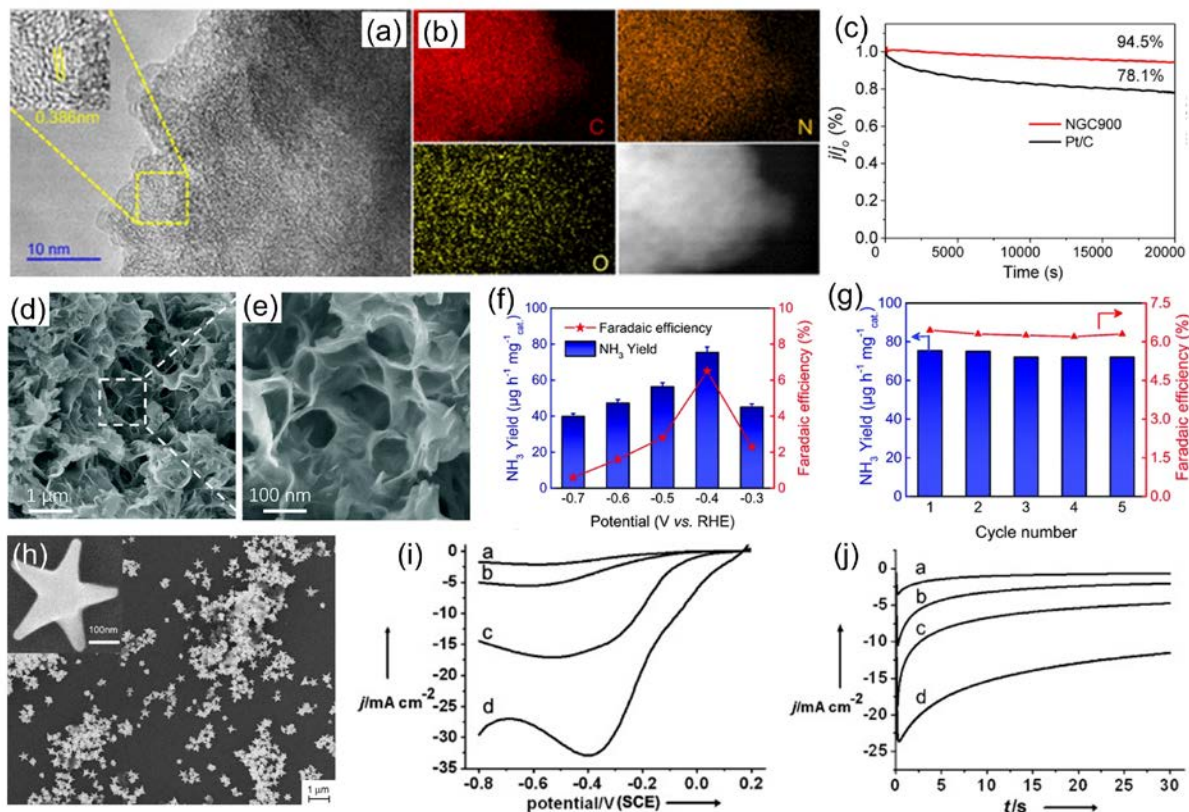 (a)
0.386nm
10 nm
(b)
C
N
O
(c)
94.5%
78.1%
NGC900
Pt/C
j/jo (%)
1.0
0.8
0.6
0.4
0.2
0.0
0
5000
10000
15000
20000
Time (s)
(d)
1 μm
(e)
100 nm
(f)
Faradaic efficiency
NH3 Yield
NH3 Yield (μg h-1 mg-1cat.)
100
80
60
40
20
0
10
8
6
4
2
0
Faradaic efficiency (%)
-0.7 -0.6 -0.5 -0.4 -0.3
Potential (V vs. RHE)
(g)
NH3 Yield (μg h-1 mg-1cat.)
100
80
60
40
20
0
7.5
6.0
4.5
3.0
1.5
0.0
Faradaic efficiency (%)
1 2 3 4 5
Cycle number
(h)
100nm
1 μm
(i)
0
-5
-10
-15
-20
-25
-30
-35
a
b
c
d
j/mA cm-2
-0.8 -0.6 -0.4 -0.2 0.0 0.2
potential/V (SCE)
(j)
0
-5
-10
-15
-20
-25
a
b
c
d
j/mA cm-2
0 5 10 15 20 25 30
t/s